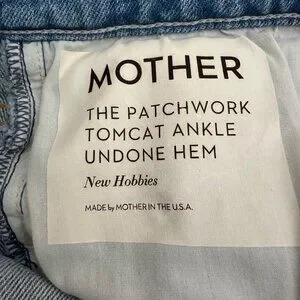 MOTHER
THE PATCHWORK
TOMCAT ANKLE
UNDONE HEM
New Hobbies
MADE by MOTHER IN THE U.S.A.